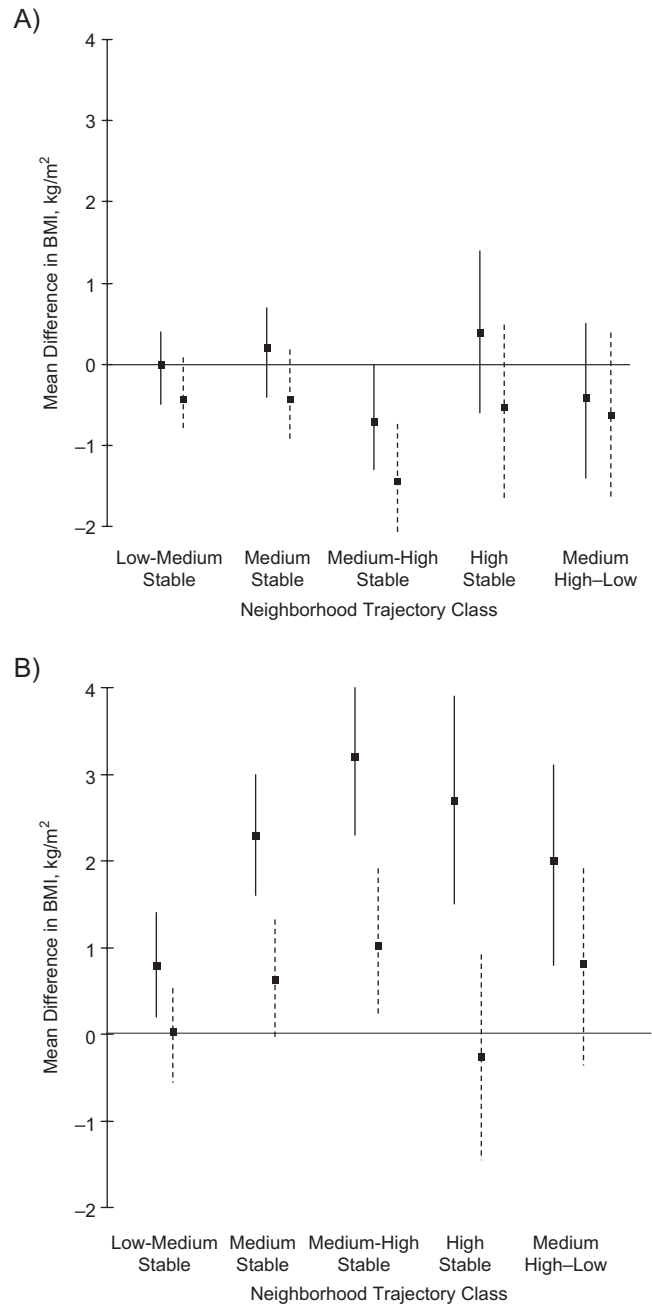 A)
4
3
2
1
0
–1
–2
Mean Difference in BMI, kg/m²
Low-Medium Stable
Medium Stable
Medium-High Stable
High Stable
Medium High–Low
Neighborhood Trajectory Class
B)
4
3
2
1
0
–1
–2
Mean Difference in BMI, kg/m²
Low-Medium Stable
Medium Stable
Medium-High Stable
High Stable
Medium High–Low
Neighborhood Trajectory Class